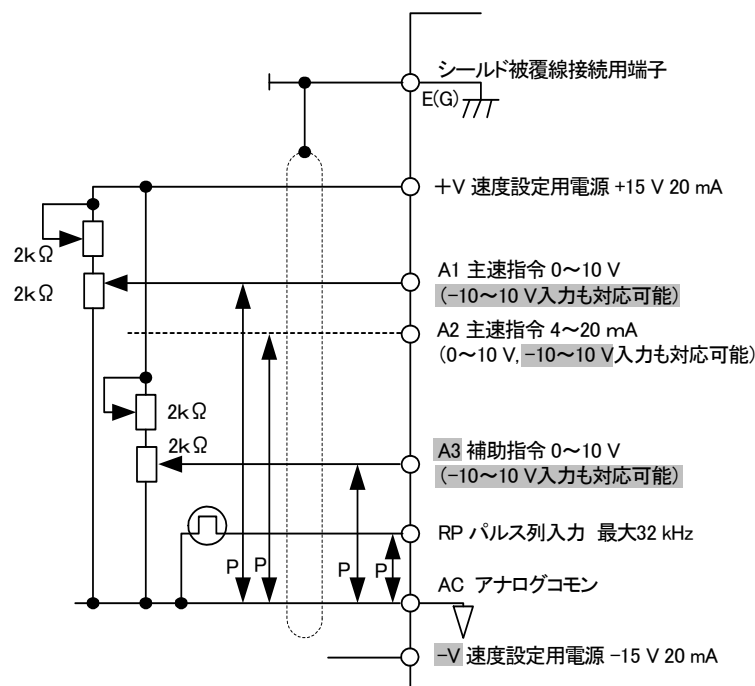 シールド被覆線接続用端子
E(G)
+V 速度設定用電源 +15 V 20 mA
2kΩ
2kΩ
A1 主速指令 0～10 V
(-10～10 V入力も対応可能)
A2 主速指令 4～20 mA
(0～10 V, -10～10 V入力も対応可能)
2kΩ
2kΩ
A3 補助指令 0～10 V
(-10～10 V入力も対応可能)
RP パルス列入力 最大32 kHz
P
P
P
P
AC アナログコモン
-V 速度設定用電源 -15 V 20 mA